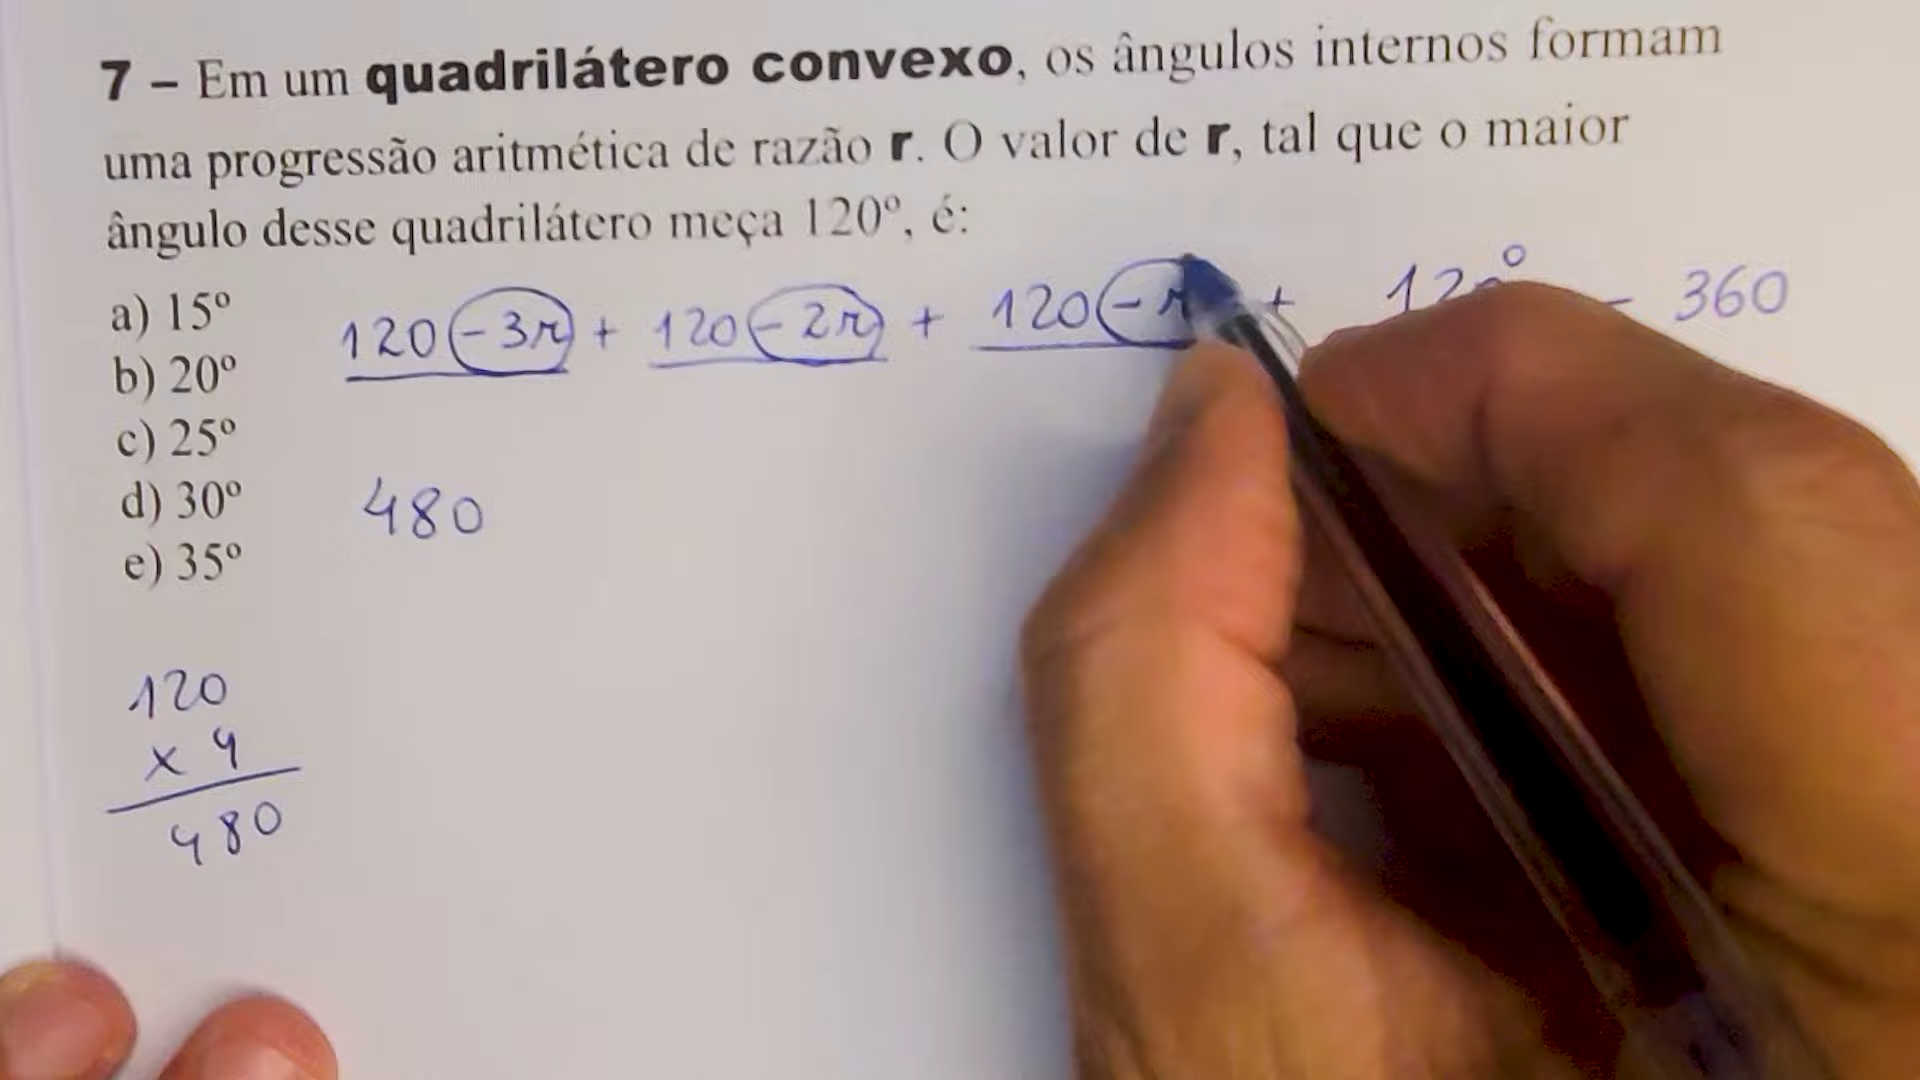 7 – Em um quadrilátero convexo, os ângulos internos formam
uma progressão aritmética de razão r. O valor de r, tal que o maior
ângulo desse quadrilátero meça 120º, é:
a) 15º
b) 20º
c) 25º
d) 30º
e) 35º
120 - 3r + 120 - 2r + 120 - r + 120° = 360
480
120
x 4
480